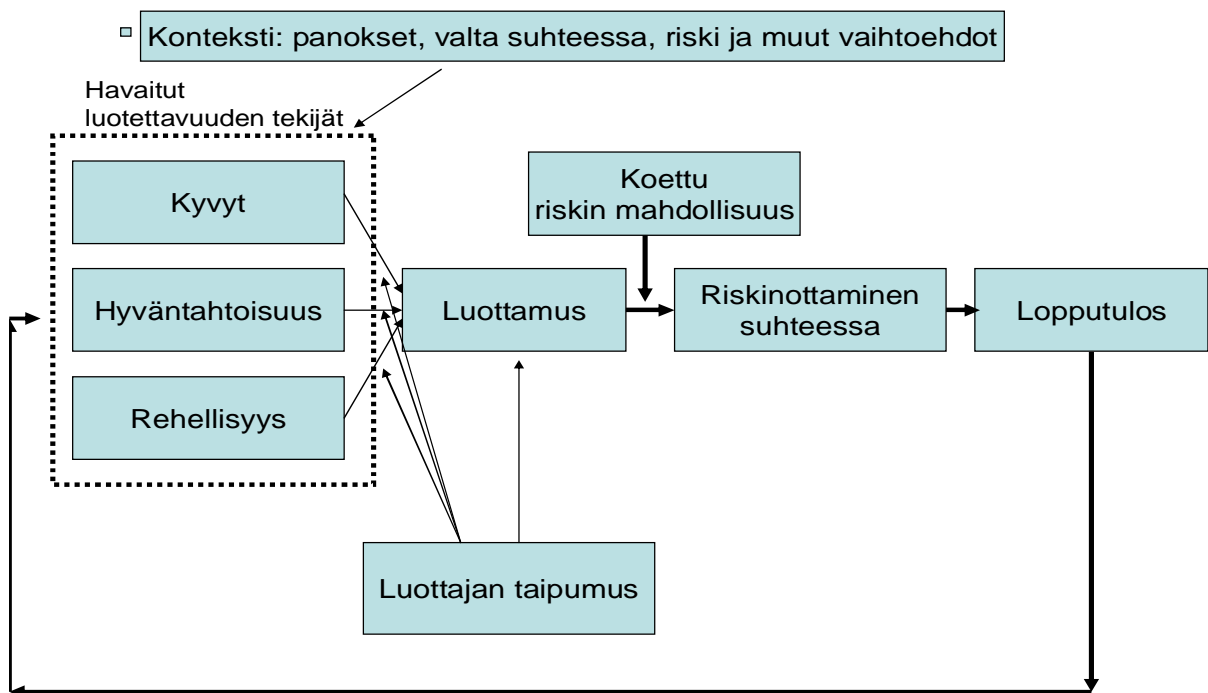 Konteksti: panokset, valta suhteessa, riski ja muut vaihtoehdot
Havaitut
luotettavuuden tekijät
Kyvyt
Koettu
riskin mahdollisuus
Hyväntahtoisuus
Luottamus
Riskinottaminen
suhteessa
Lopputulos
Rehellisyys
Luottajan taipumus